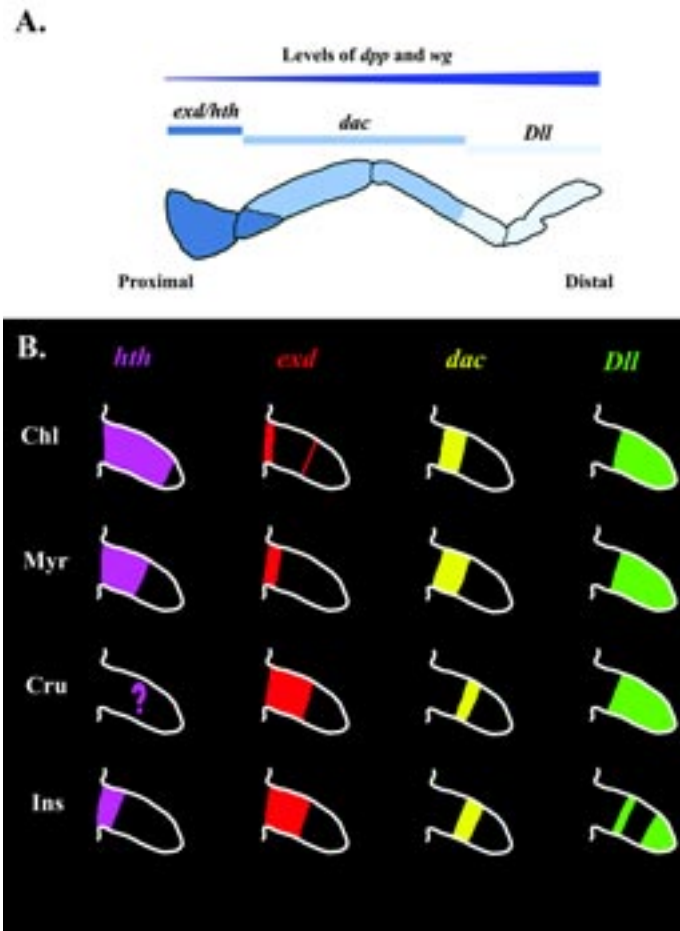 A.
Levels of dpp and wg
exd/hth dac Dll
Proximal Distal
B.
hth exd dac Dll
Chl
Myr
Cru ?
Ins